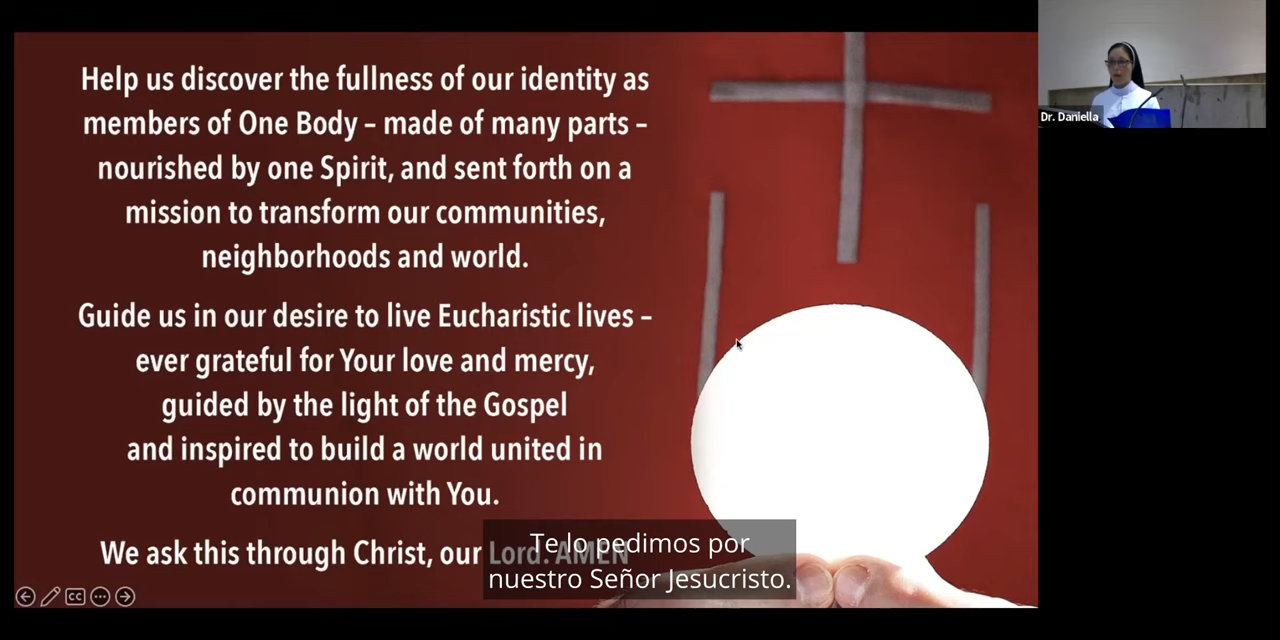 Help us discover the fullness of our identity as
members of One Body – made of many parts –
nourished by one Spirit, and sent forth on a
mission to transform our communities,
neighborhoods and world.
Guide us in our desire to live Eucharistic lives –
ever grateful for Your love and mercy,
guided by the light of the Gospel
and inspired to build a world united in
communion with You.
We ask this through Christ, our Lord. AMEN
Te lo pedimos por
nuestro Señor Jesucristo.
Dr. Daniella
CC